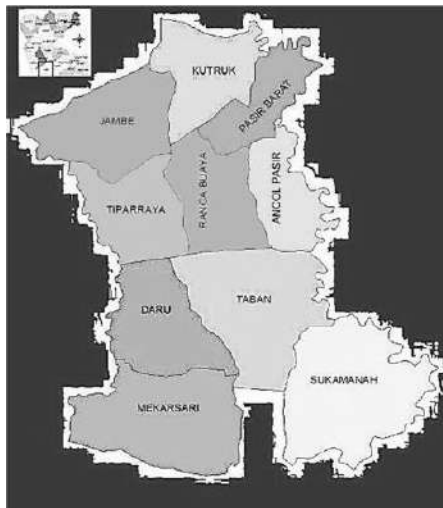 KUTRUK
JAMBE
PASIR BARAT
TIPARRAYA
RANCA BUAYA
ANCOL PASIR
DARU
TABAN
SUKAMANAH
MEKARSARI